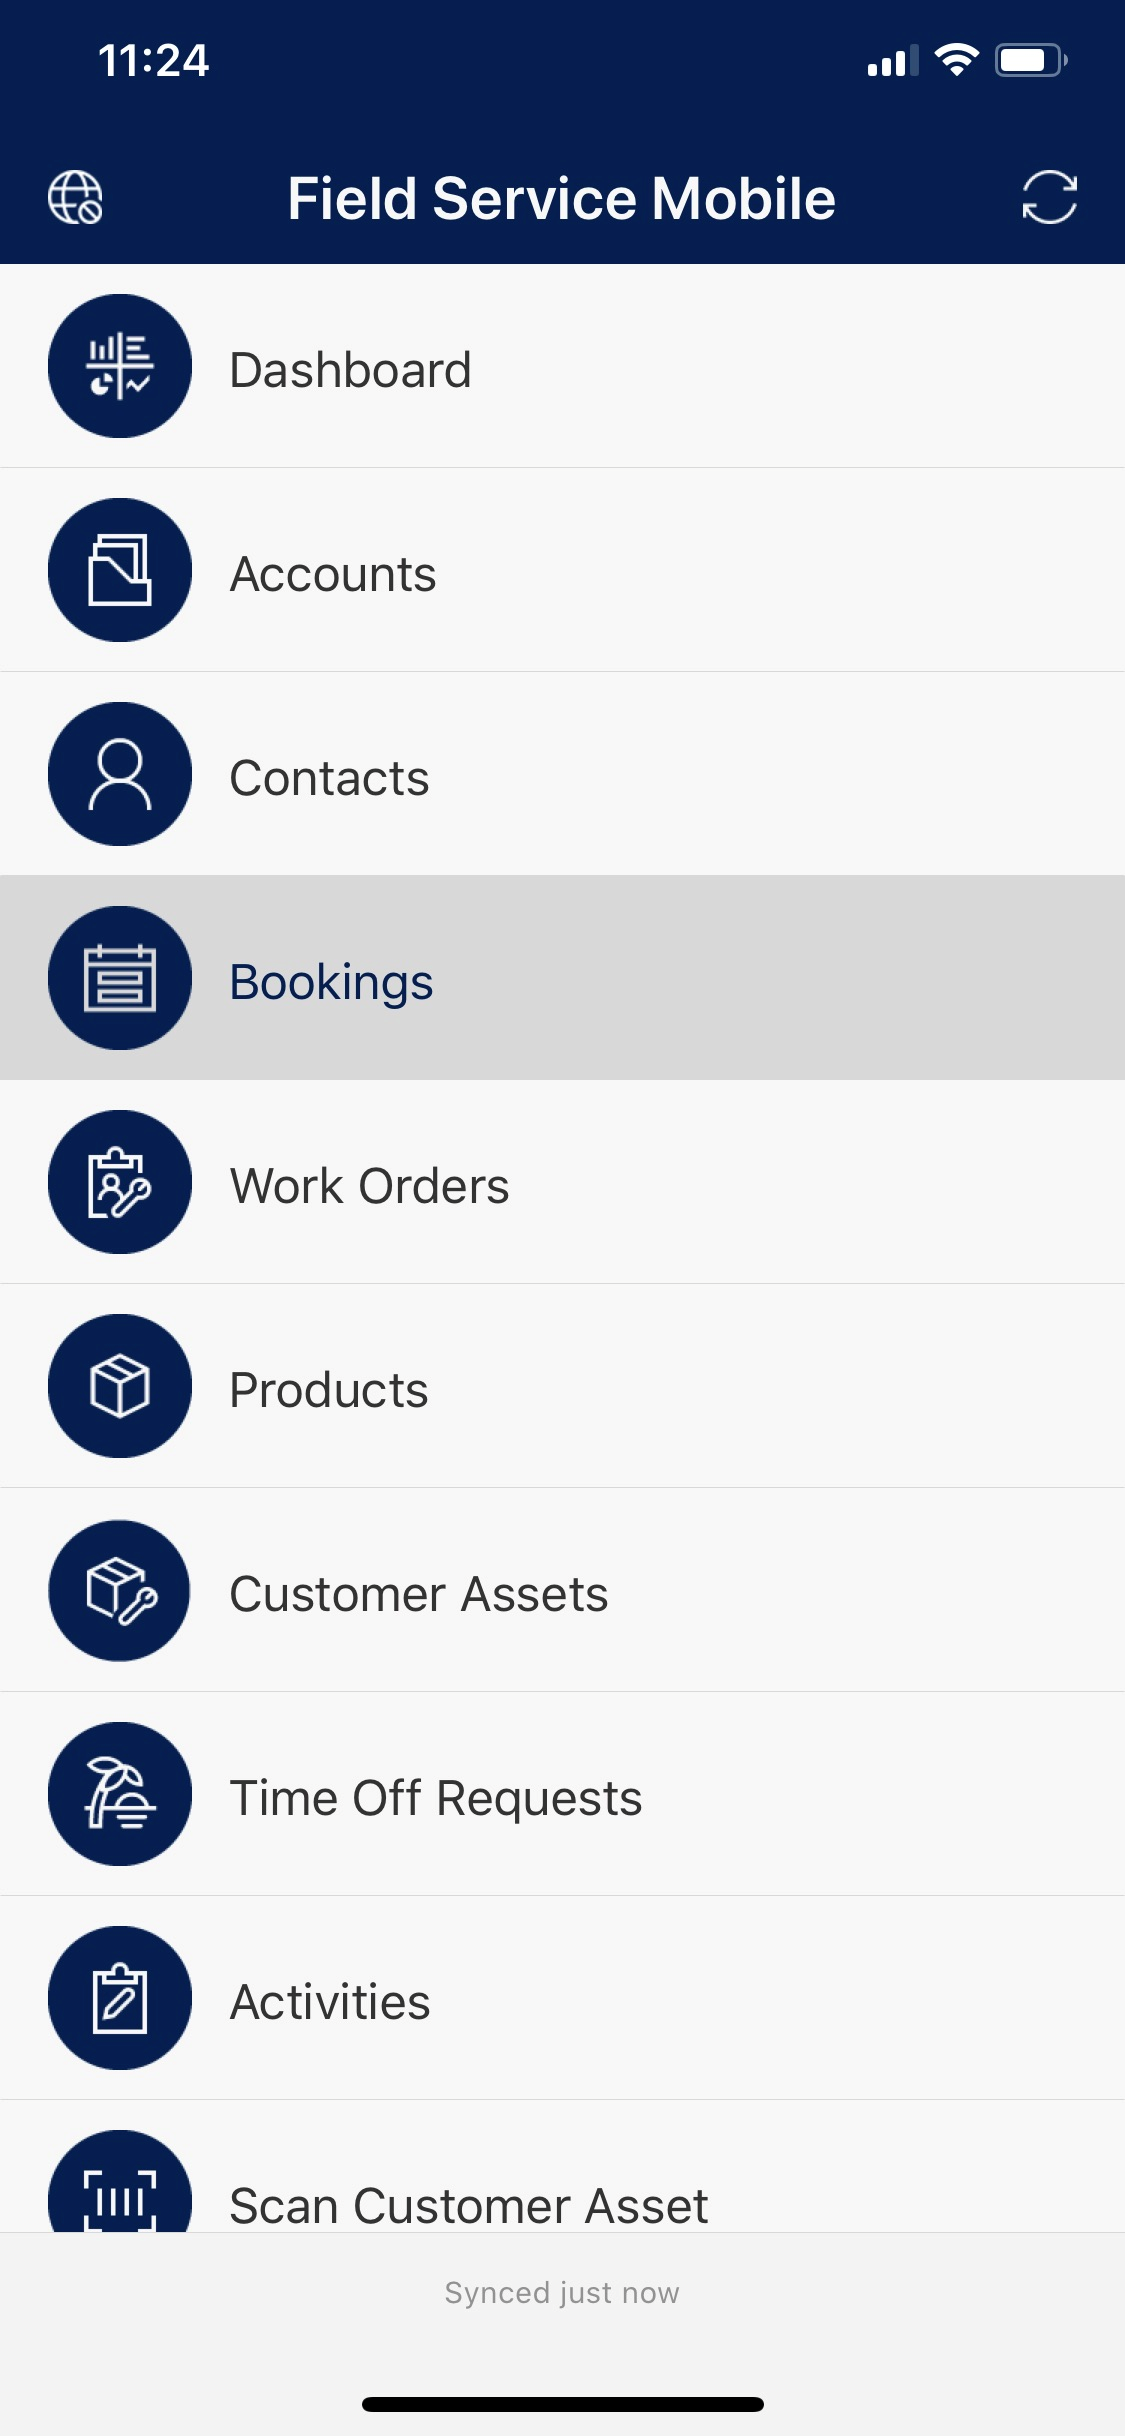 11:24
Field Service Mobile
Dashboard
Accounts
Contacts
Bookings
Work Orders
Products
Customer Assets
Time Off Requests
Activities
Scan Customer Asset
Synced just now